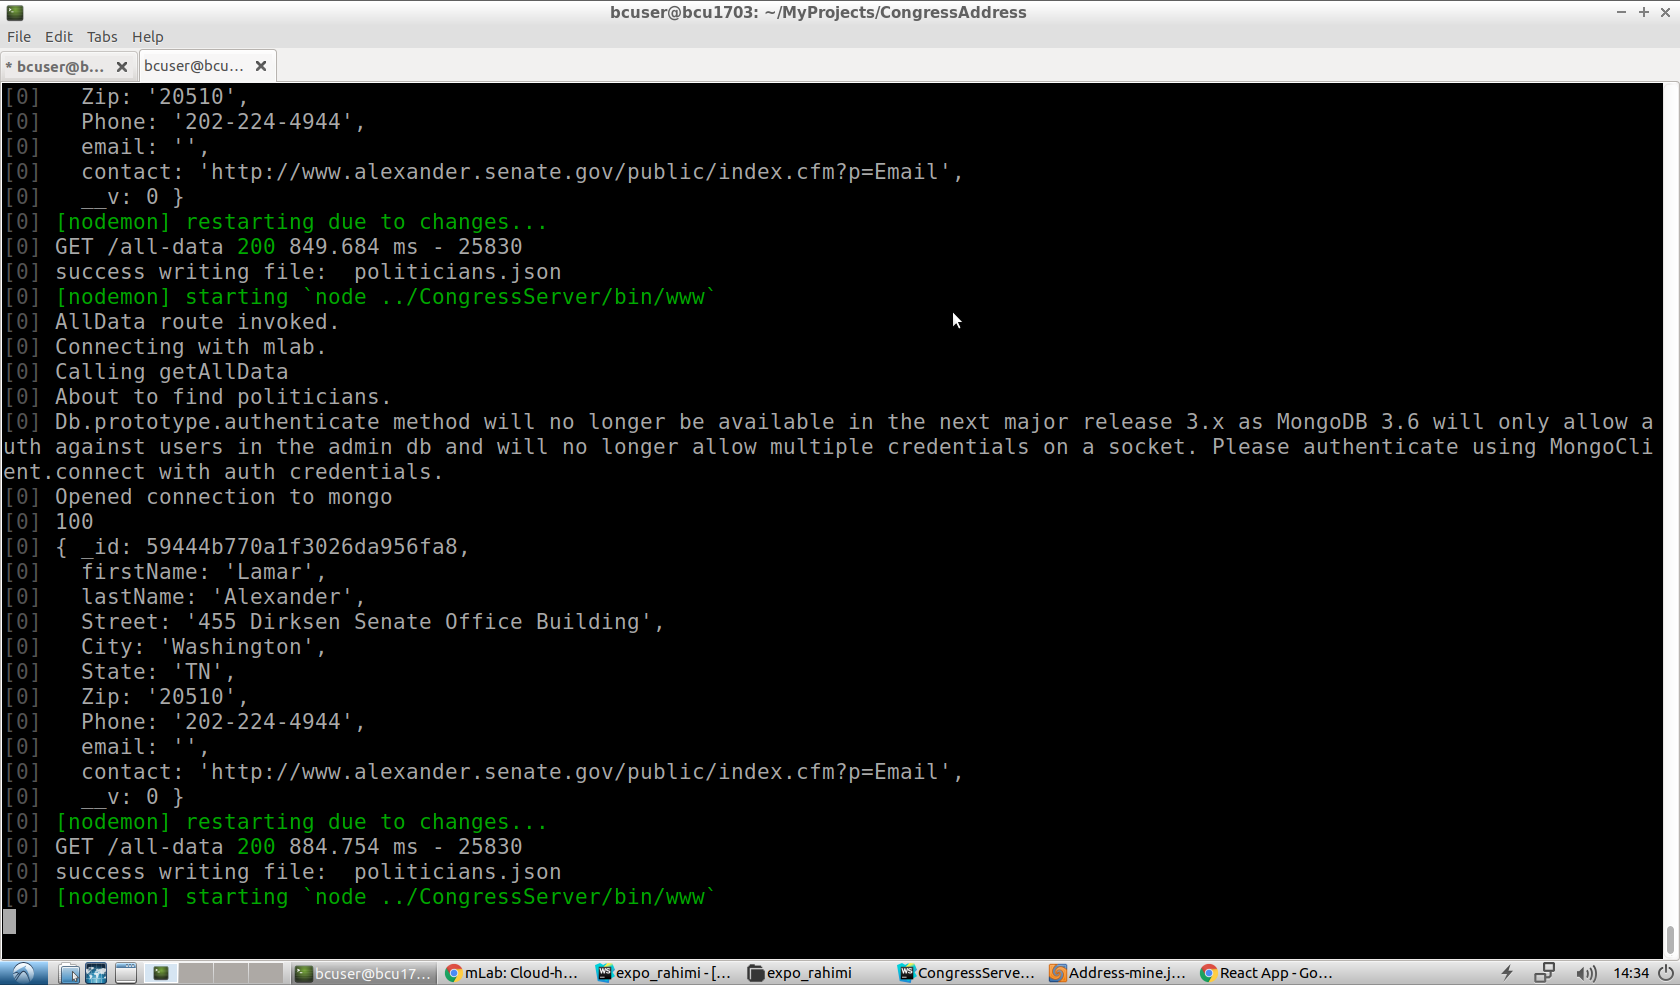 bcuser@bcu1703: ~/MyProjects/CongressAddress
File Edit Tabs Help
* bcuser@b...
bcuser@bcu...
[0]   Zip: '20510',
[0]   Phone: '202-224-4944',
[0]   email: '',
[0]   contact: 'http://www.alexander.senate.gov/public/index.cfm?p=Email',
[0]   __v: 0 }
[0] [nodemon] restarting due to changes...
[0] GET /all-data 200 849.684 ms - 25830
[0] success writing file:  politicians.json
[0] [nodemon] starting `node ../CongressServer/bin/www`
[0] AllData route invoked.
[0] Connecting with mlab.
[0] Calling getAllData
[0] About to find politicians.
[0] Db.prototype.authenticate method will no longer be available in the next major release 3.x as MongoDB 3.6 will only allow a
uth against users in the admin db and will no longer allow multiple credentials on a socket. Please authenticate using MongoCli
ent.connect with auth credentials.
[0] Opened connection to mongo
[0] 100
[0] { _id: 59444b770a1f3026da956fa8,
[0]   firstName: 'Lamar',
[0]   lastName: 'Alexander',
[0]   Street: '455 Dirksen Senate Office Building',
[0]   City: 'Washington',
[0]   State: 'TN',
[0]   Zip: '20510',
[0]   Phone: '202-224-4944',
[0]   email: '',
[0]   contact: 'http://www.alexander.senate.gov/public/index.cfm?p=Email',
[0]   __v: 0 }
[0] [nodemon] restarting due to changes...
[0] GET /all-data 200 884.754 ms - 25830
[0] success writing file:  politicians.json
[0] [nodemon] starting `node ../CongressServer/bin/www`
bcuser@bcu17... mLab: Cloud-h... expo_rahimi - [... expo_rahimi CongressServe... Address-mine.j... React App - Go... 14:34